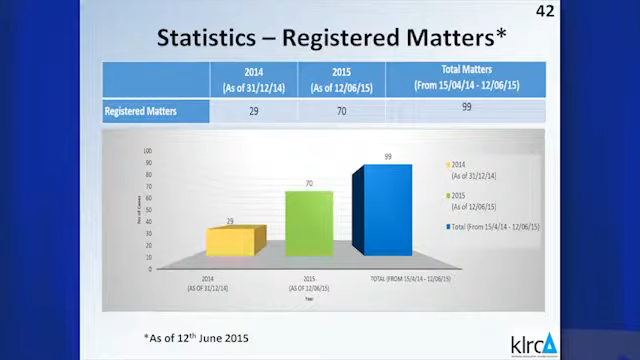 42
Statistics – Registered Matters*
2014
(As of 31/12/14)
2015
(As of 12/06/15)
Total Matters
(From 15/04/14 - 12/06/15)
Registered Matters
29
70
99
100
90
80
70
60
50
40
30
20
10
0
No. of Cases
29
70
99
2014
(AS OF 31/12/14)
2015
(AS OF 12/06/15)
TOTAL (FROM 15/4/14 - 12/06/15)
Year
2014
(As of 31/12/14)
2015
(As of 12/06/15)
Total (From 15/4/14 - 12/06/15)
*As of 12th June 2015
klrca